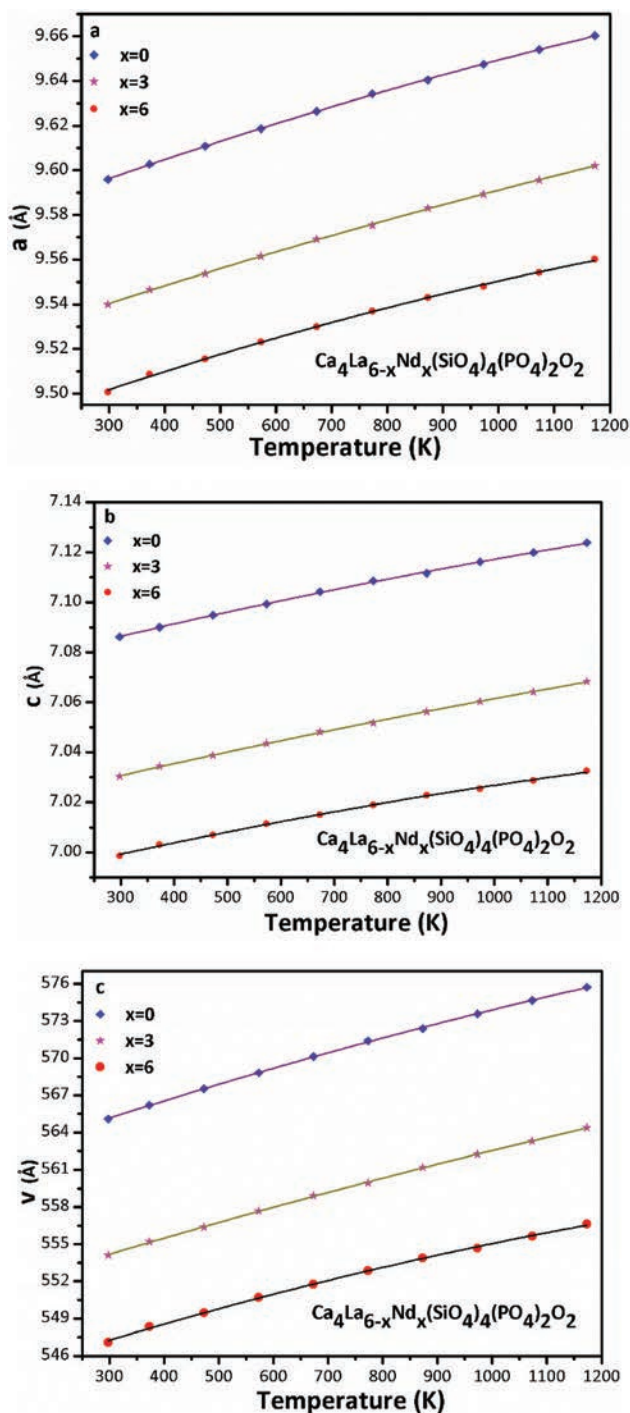 a
x=0
x=3
x=6
9.66
9.64
9.62
9.60
9.58
9.56
9.54
9.52
9.50
a (Å)
Ca₄La₆₋ₓNdₓ(SiO₄)₄(PO₄)₂O₂
300 400 500 600 700 800 900 1000 1100 1200
Temperature (K)
7.14
b
x=0
x=3
x=6
7.12
7.10
7.08
7.06
7.04
7.02
7.00
c (Å)
Ca₄La₆₋ₓNdₓ(SiO₄)₄(PO₄)₂O₂
300 400 500 600 700 800 900 1000 1100 1200
Temperature (K)
576
c
x=0
x=3
x=6
573
570
567
564
561
558
555
552
549
546
v (Å)
Ca₄La₆₋ₓNdₓ(SiO₄)₄(PO₄)₂O₂
300 400 500 600 700 800 900 1000 1100 1200
Temperature (K)